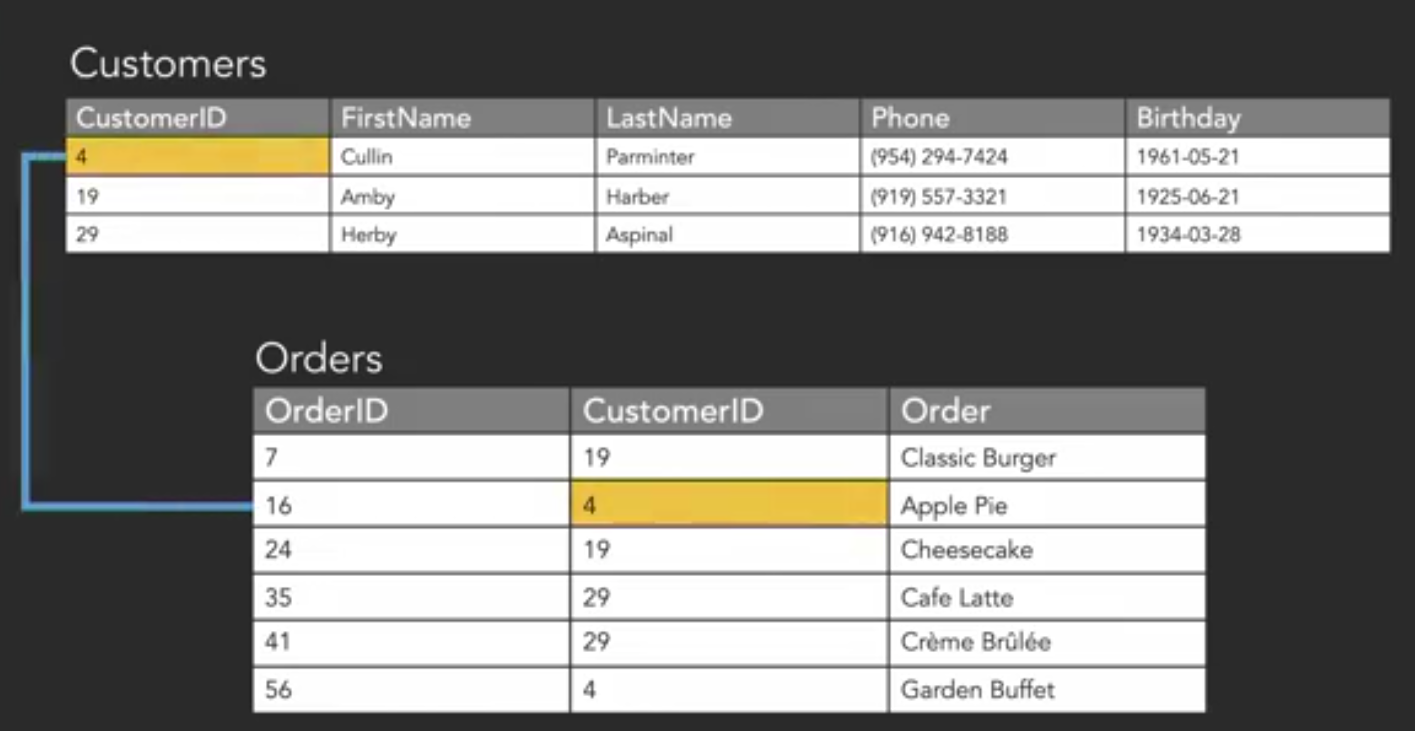 Customers
CustomerID FirstName LastName Phone Birthday
4 Cullin Parminter (954) 294-7424 1961-05-21
19 Amby Harber (919) 557-3321 1925-06-21
29 Herby Aspinal (916) 942-8188 1934-03-28
Orders
OrderID CustomerID Order
7 19 Classic Burger
16 4 Apple Pie
24 19 Cheesecake
35 29 Cafe Latte
41 29 Crème Brûlée
56 4 Garden Buffet